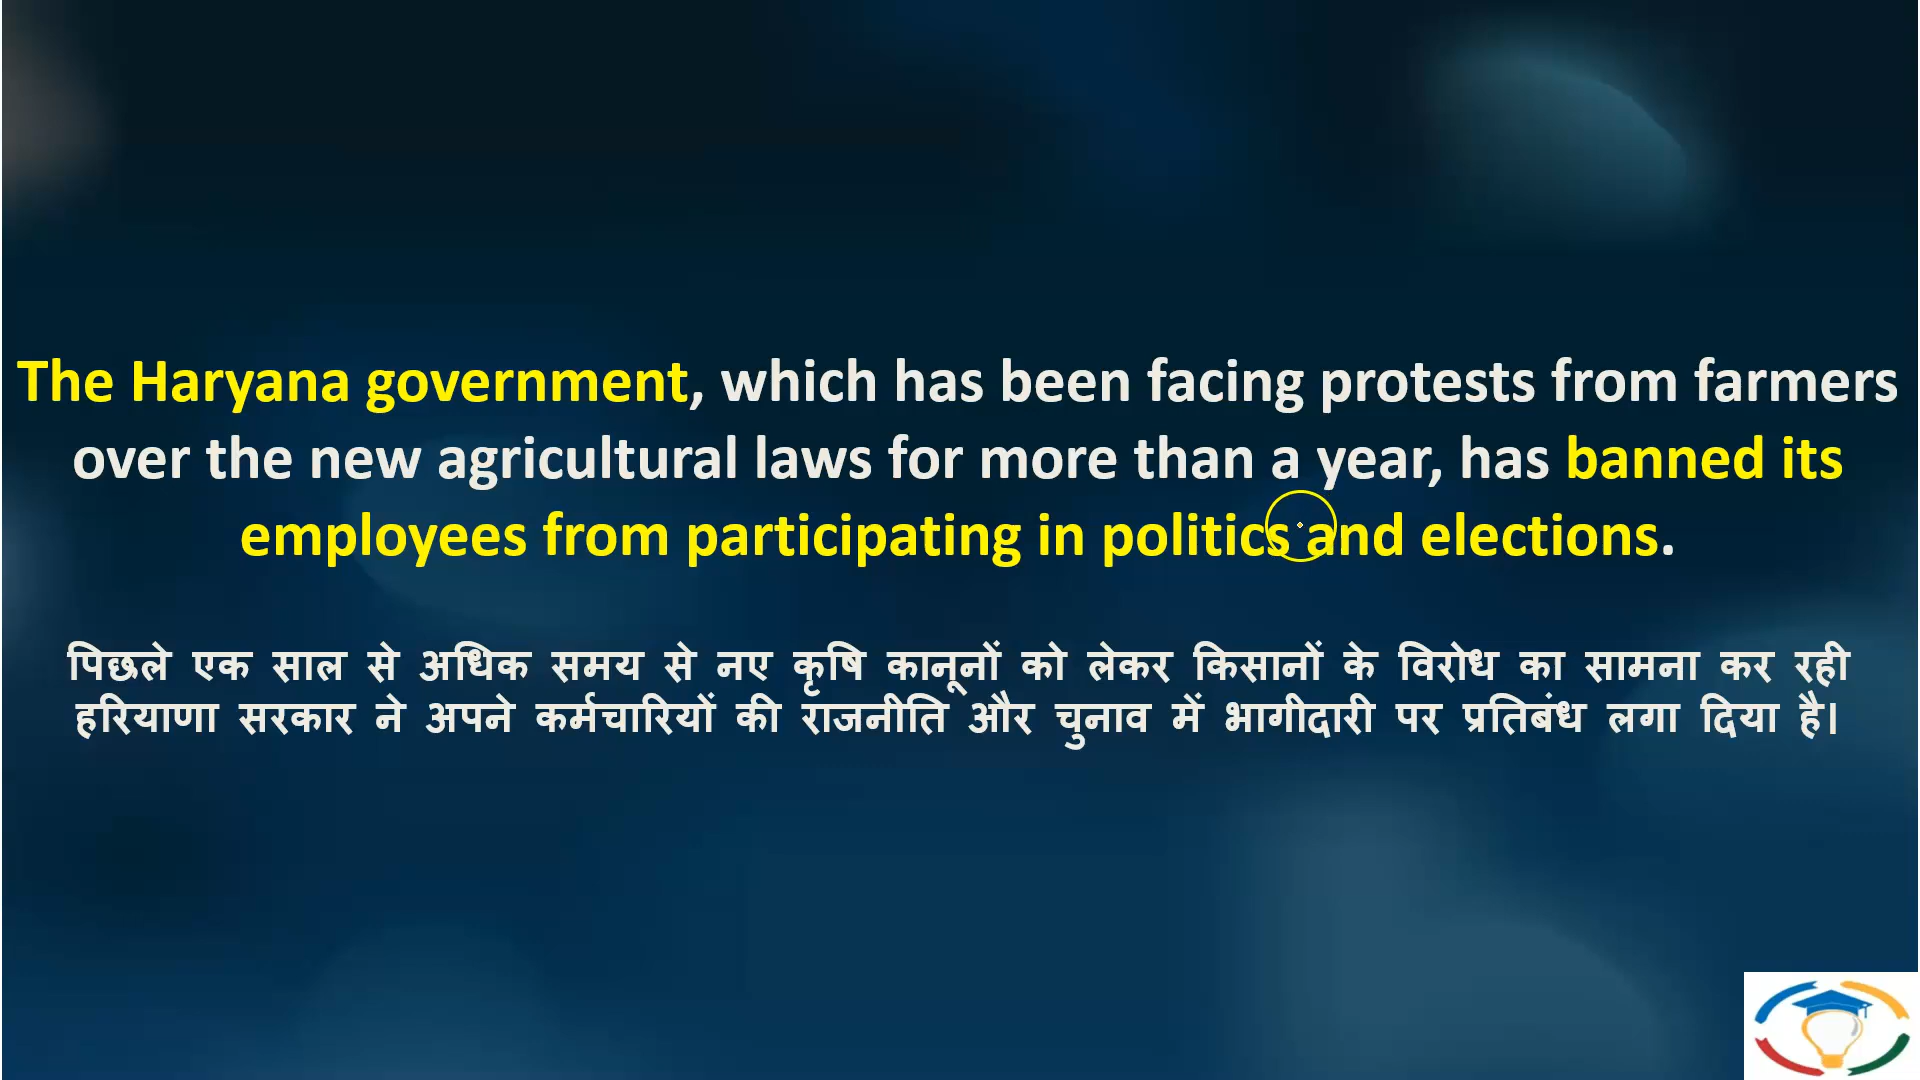 The Haryana government, which has been facing protests from farmers
over the new agricultural laws for more than a year, has banned its
employees from participating in politics and elections.
पिछले एक साल से अधिक समय से नए कृषि कानूनों को लेकर किसानों के विरोध का सामना कर रही
हरियाणा सरकार ने अपने कर्मचारियों की राजनीति और चुनाव में भागीदारी पर प्रतिबंध लगा दिया है।